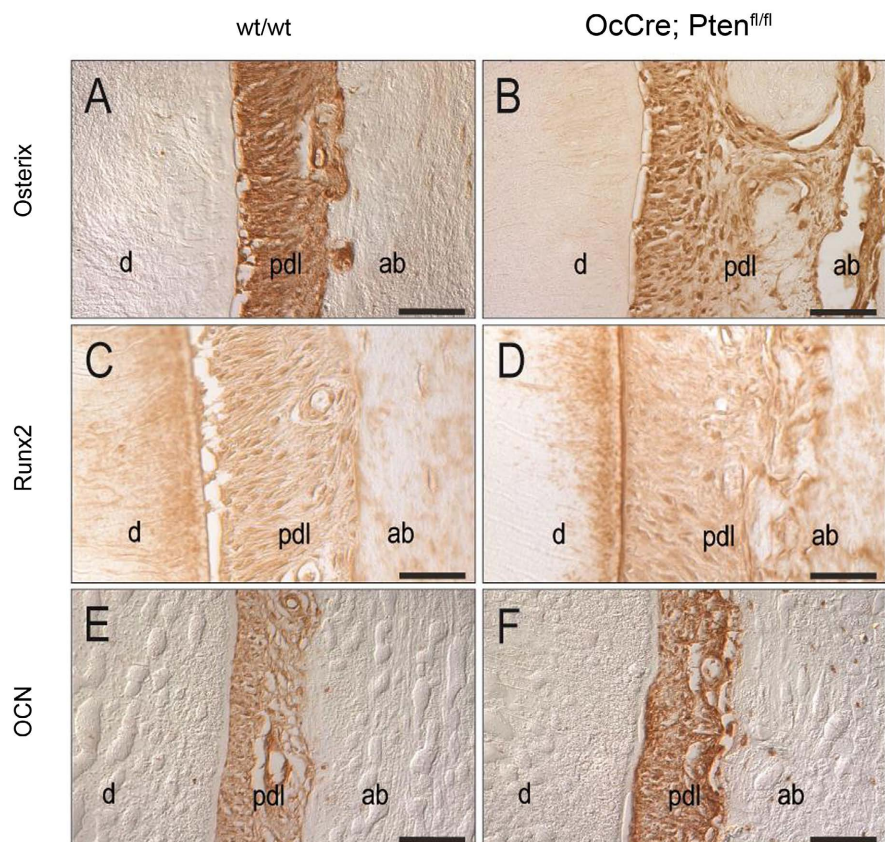 wt/wt
OcCre; Pten^fl/fl
Osterix
A
d
pdl
ab
B
d
pdl
ab
Runx2
C
d
pdl
ab
D
d
pdl
ab
OCN
E
d
pdl
ab
F
d
pdl
ab